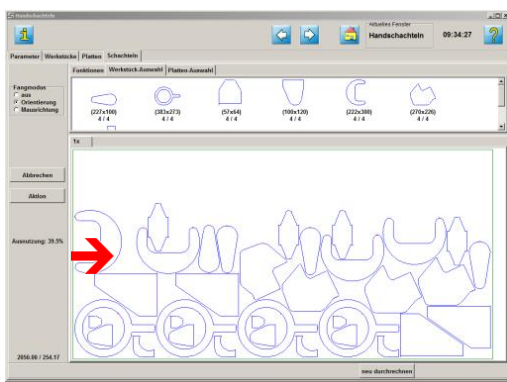 Handschachteln
Aktuelles Fenster
Handschachteln
09:34:27
Parameter
Werkstücke
Platten
Schachteln
Funktionen
Werkstück-Auswahl
Platten-Auswahl
Fangmodus
aus
Orientierung
Mausrichtung
(227x100)
4 / 4
(383x273)
4 / 4
(57x64)
4 / 4
(100x120)
4 / 4
(222x300)
4 / 4
(270x226)
4 / 4
1x
Abbrechen
Aktion
Ausnutzung: 39.9%
2050.00 / 254.17
neu durchrechnen